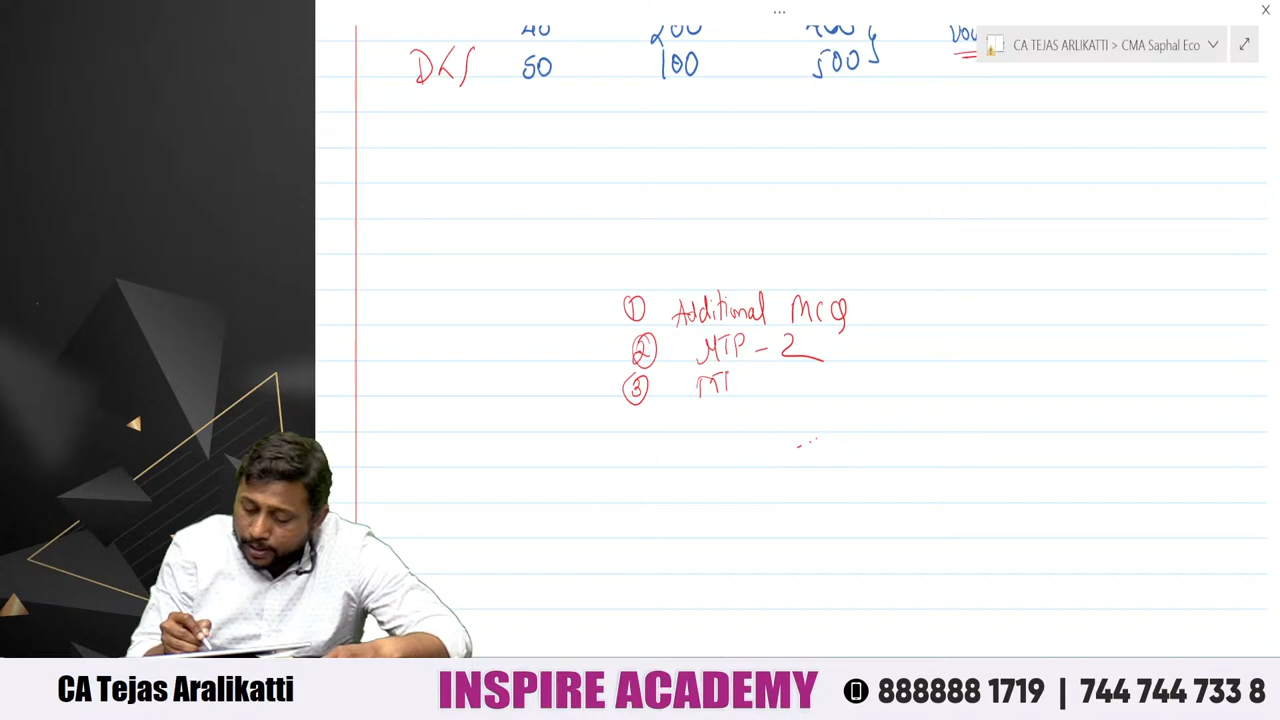 ...
x
CA TEJAS ARLIKATTI > CMA Saphal Eco
40 200 400
DKS 50 100 500
① Additional MCQ
② MTP - 2
③
CA Tejas Aralikatti INSPIRE ACADEMY 888888 1719 | 744 744 733 8